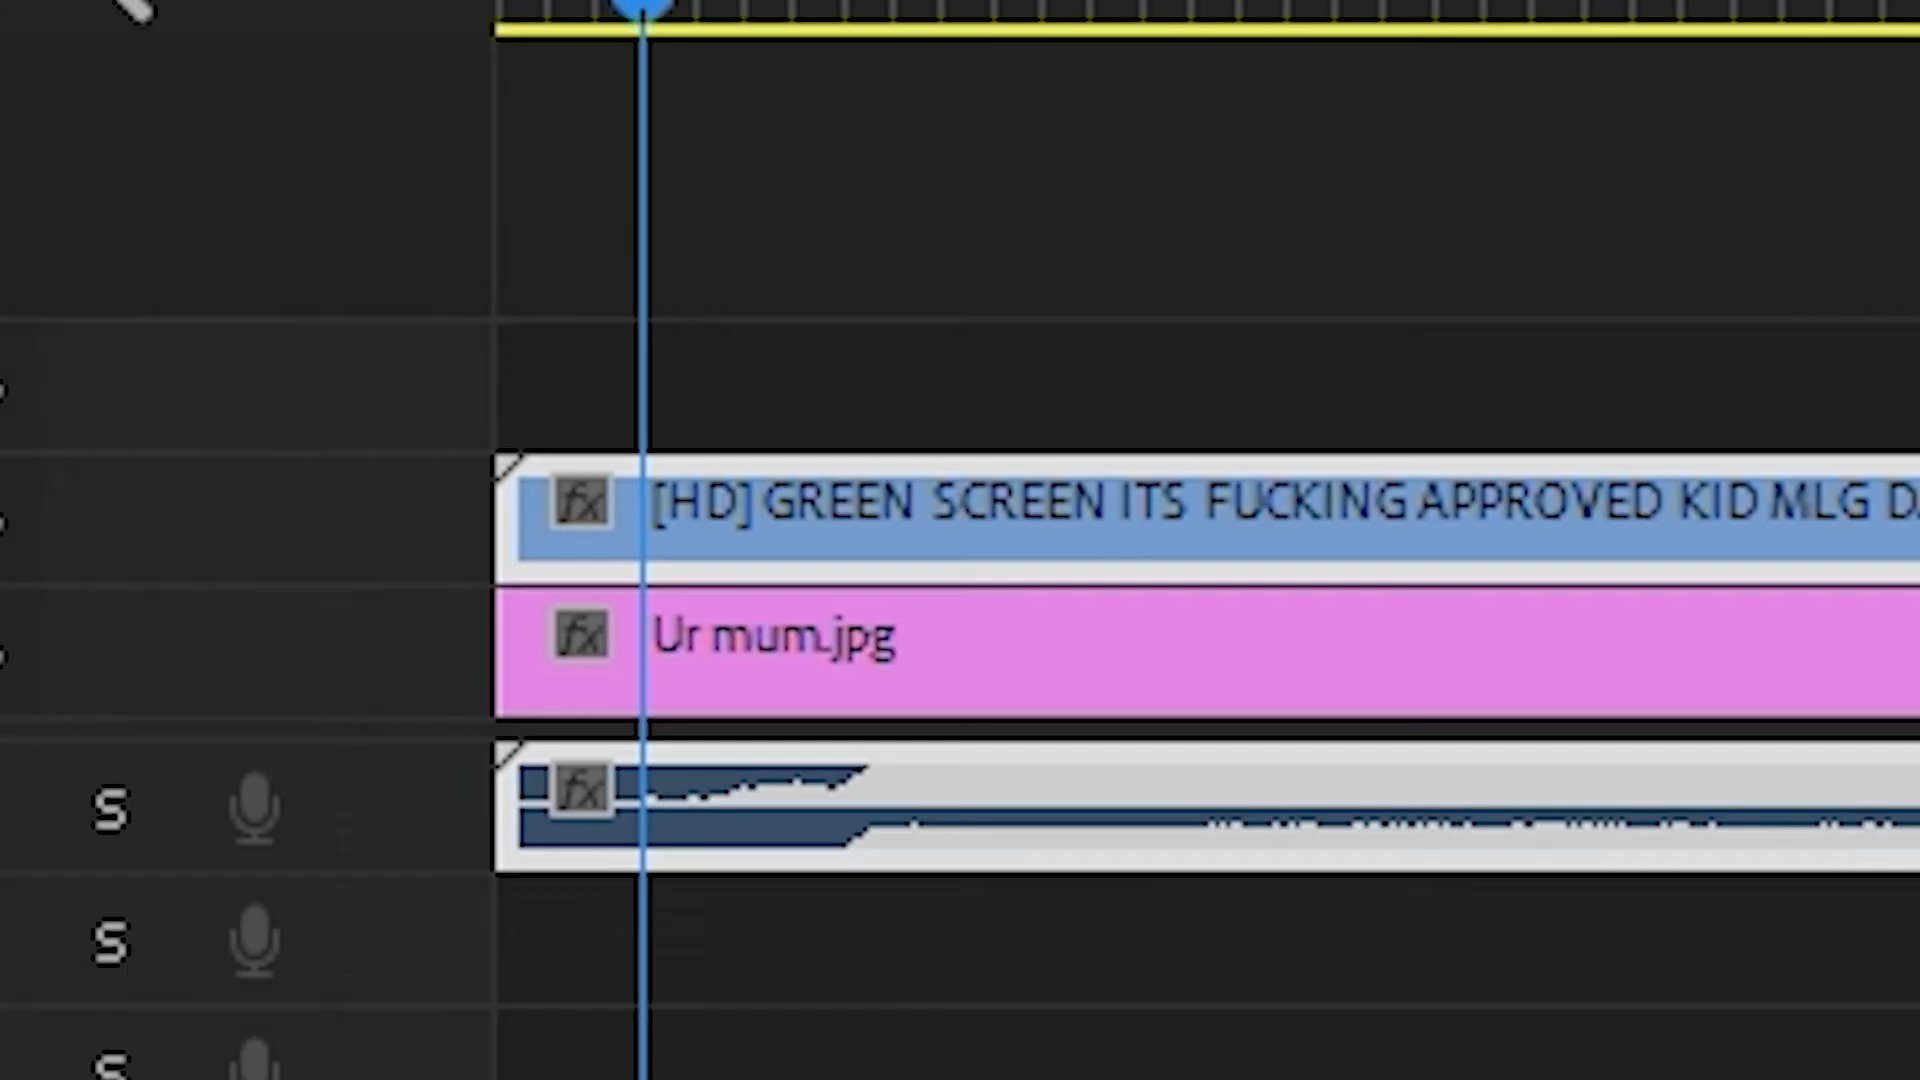 fx [HD] GREEN SCREEN ITS FUCKING APPROVED KID MLG
fx Ur mum.jpg
fx
S
S
S